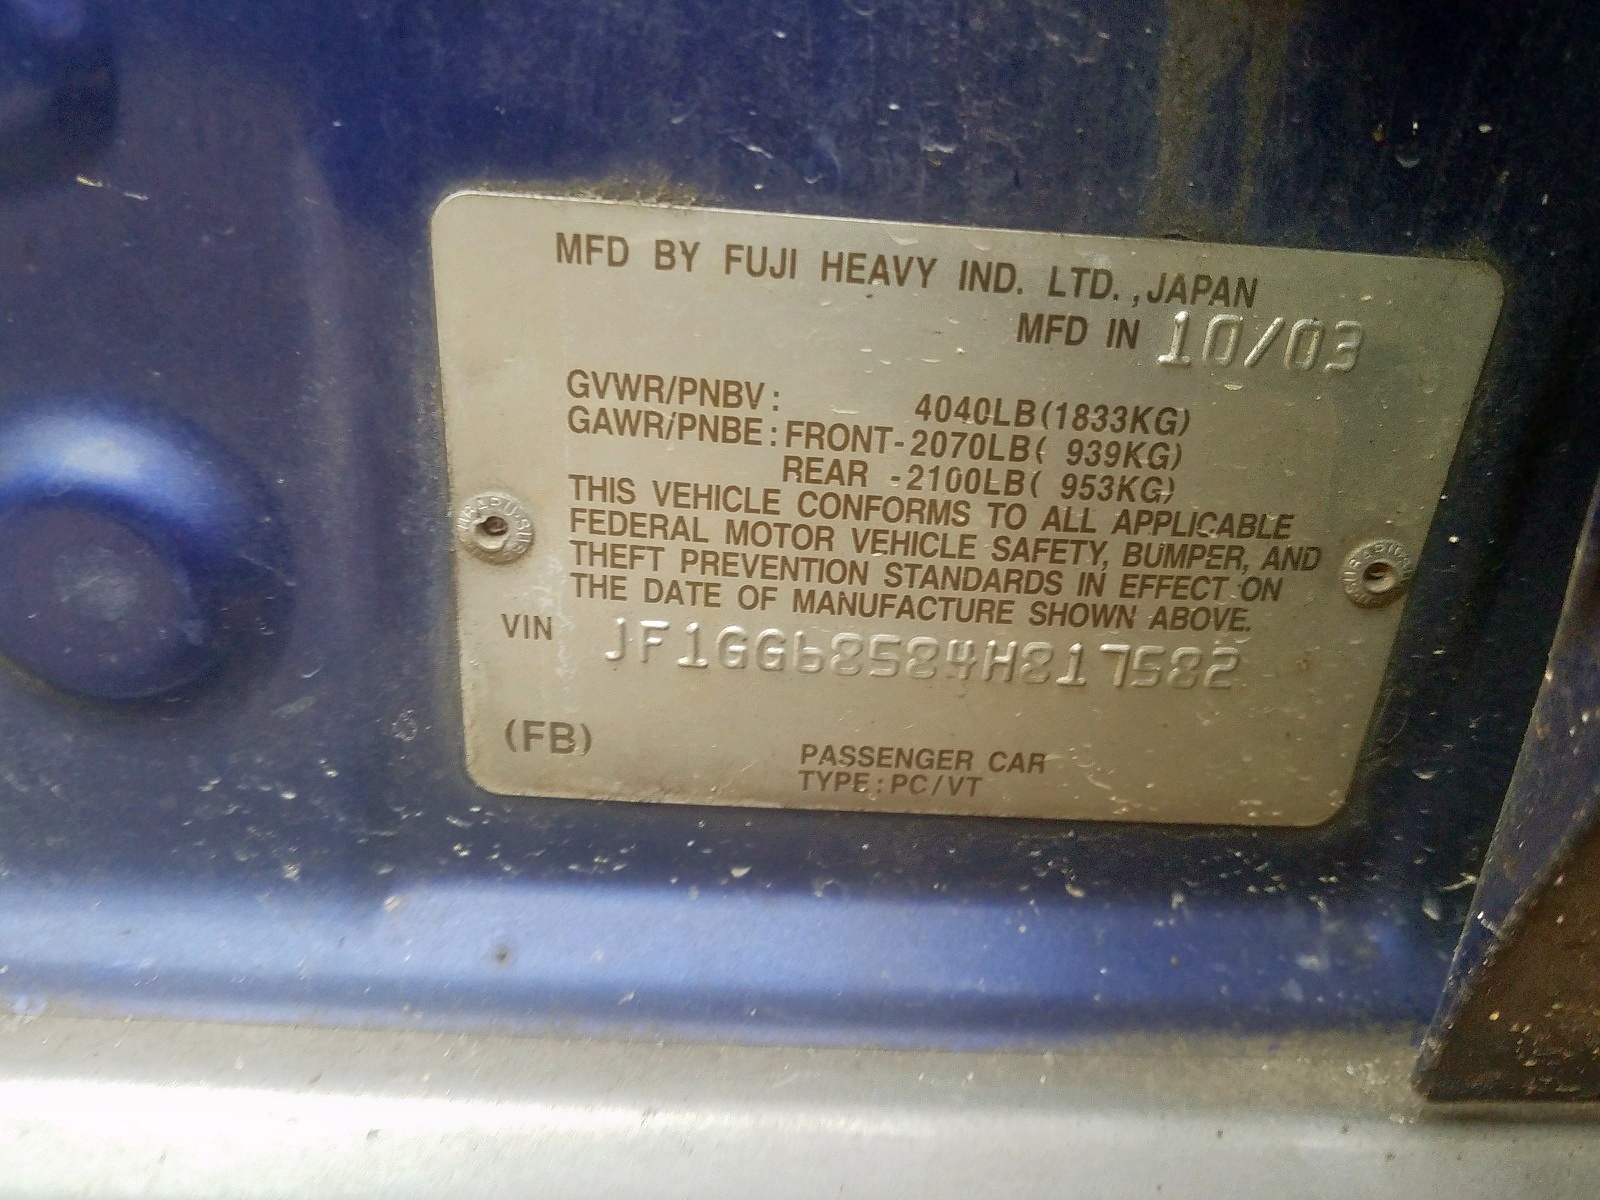 MFD BY FUJI HEAVY IND. LTD.,JAPAN
MFD IN 10/03
GVWR/PNBV: 4040LB(1833KG)
GAWR/PNBE:FRONT-2070LB( 939KG)
REAR -2100LB( 953KG)
THIS VEHICLE CONFORMS TO ALL APPLICABLE
FEDERAL MOTOR VEHICLE SAFETY, BUMPER, AND
THEFT PREVENTION STANDARDS IN EFFECT ON
THE DATE OF MANUFACTURE SHOWN ABOVE.
VIN JF1GG68584H817582
(FB)
PASSENGER CAR
TYPE:PC/VT